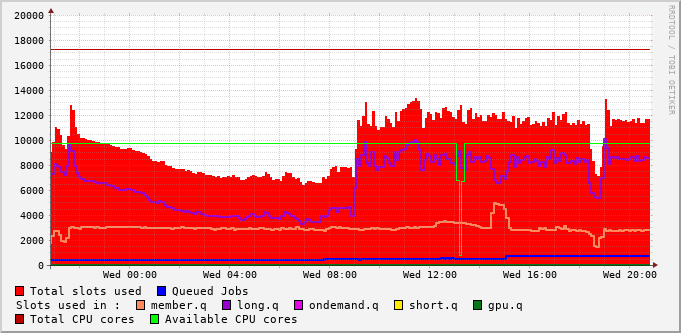 RRDTOOL / TOBI OETIKER
20000
18000
16000
14000
12000
10000
8000
6000
4000
2000
0
Wed 00:00 Wed 04:00 Wed 08:00 Wed 12:00 Wed 16:00 Wed 20:00
Total slots used Queued Jobs
Slots used in : member.q long.q ondemand.q short.q gpu.q
Total CPU cores Available CPU cores